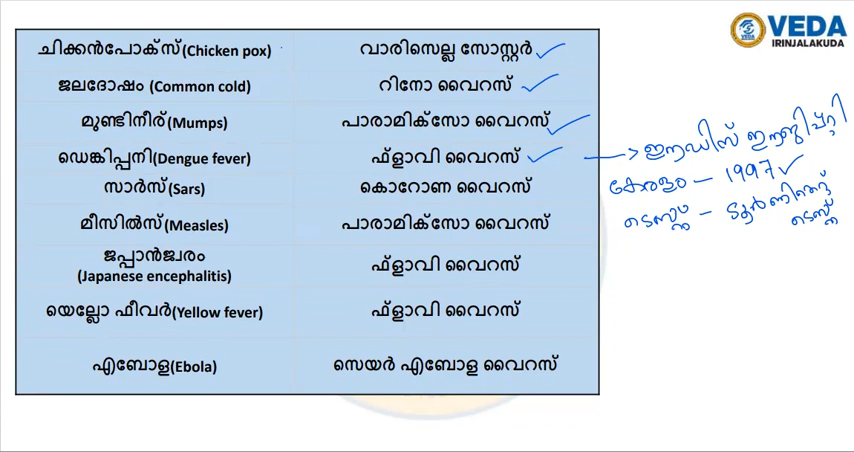 VEDA
IRINJALAKUDA
ചിക്കൻപോക്സ്(Chicken pox) വാരിസെല്ല സോസ്റ്റർ
ജലദോഷം (Common cold) റിനോ വൈറസ്
മുണ്ടിനീര്(Mumps) പാരാമിക്സോ വൈറസ്
ഡെങ്കിപ്പനി(Dengue fever) ഫ്ളാവി വൈറസ്
സാർസ്(Sars) കൊറോണ വൈറസ്
മീസിൽസ്(Measles) പാരാമിക്സോ വൈറസ്
ജപ്പാൻജ്വരം
(Japanese encephalitis) ഫ്ളാവി വൈറസ്
യെല്ലോ ഫീവർ(Yellow fever) ഫ്ളാവി വൈറസ്
എബോള(Ebola) സെയർ എബോള വൈറസ്
ഈഡിസ് ഈജിപ്റ്റി
കേരളം – 1997
ടെസ്റ്റ് – ടൂർണിക്കെറ്റ്
ടെസ്റ്റ്